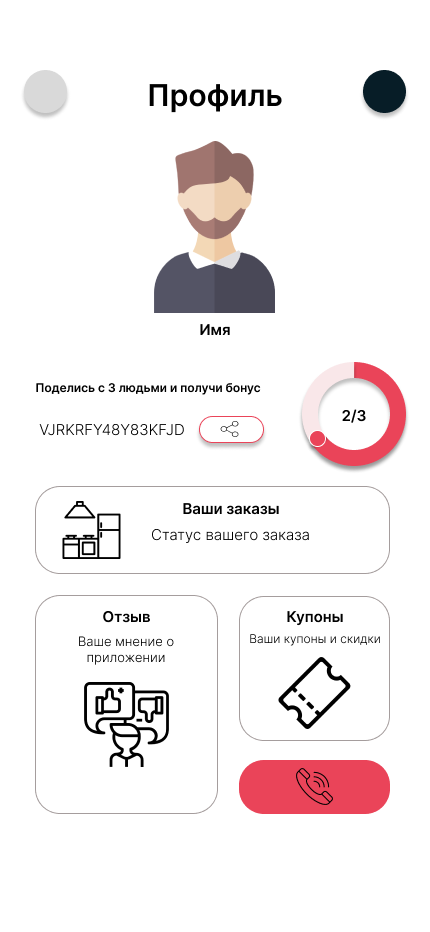 Профиль
Имя
Поделись с 3 людьми и получи бонус
VJRKRFY48Y83KFJD
2/3
Ваши заказы
Статус вашего заказа
Отзыв
Ваше мнение о
приложении
Купоны
Ваши купоны и скидки